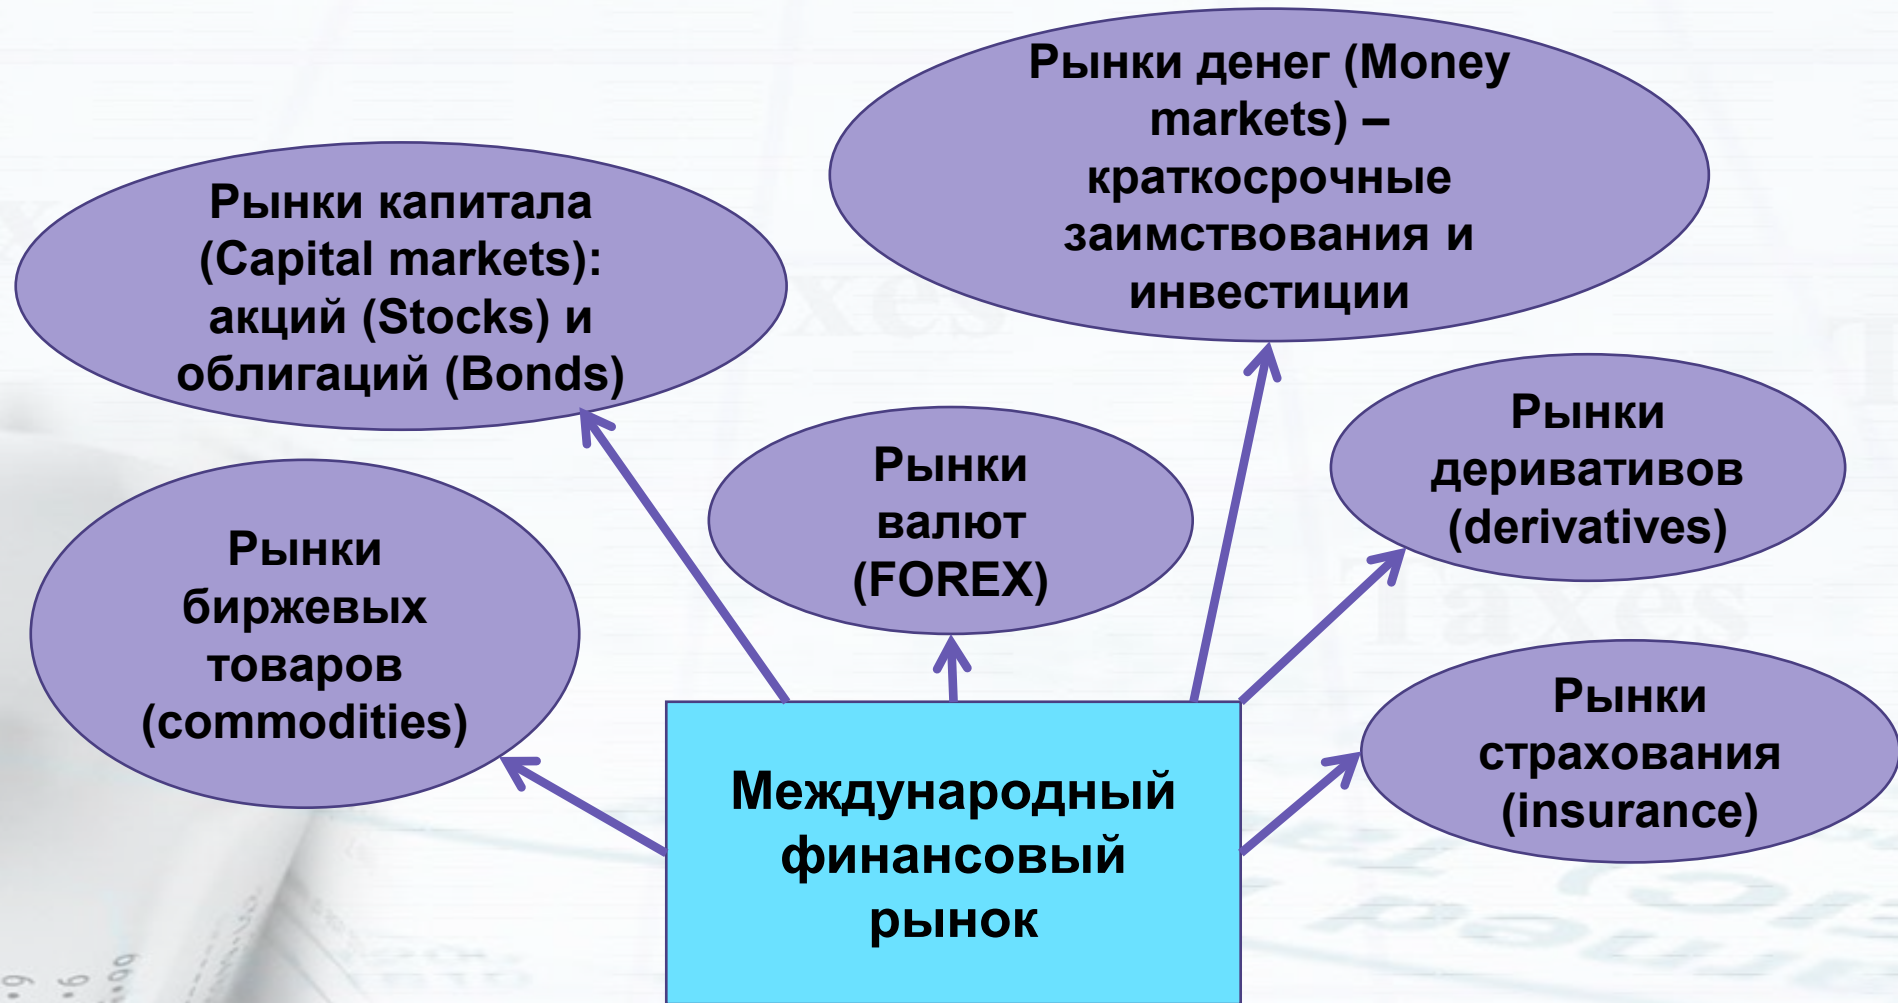 Рынки денег (Money
markets) –
краткосрочные
заимствования и
инвестиции
Рынки капитала
(Capital markets):
акций (Stocks) и
облигаций (Bonds)
Рынки
валют
(FOREX)
Рынки
деривативов
(derivatives)
Рынки
биржевых
товаров
(commodities)
Рынки
страхования
(insurance)
Международный
финансовый
рынок
Taxes